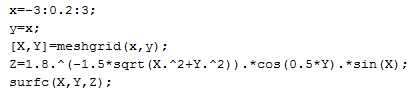 x=-3:0.2:3;
y=x;
[X,Y]=meshgrid(x,y);
Z=1.8.^(-1.5*sqrt(X.^2+Y.^2)).*cos(0.5*Y).*sin(X);
surfc(X,Y,Z);